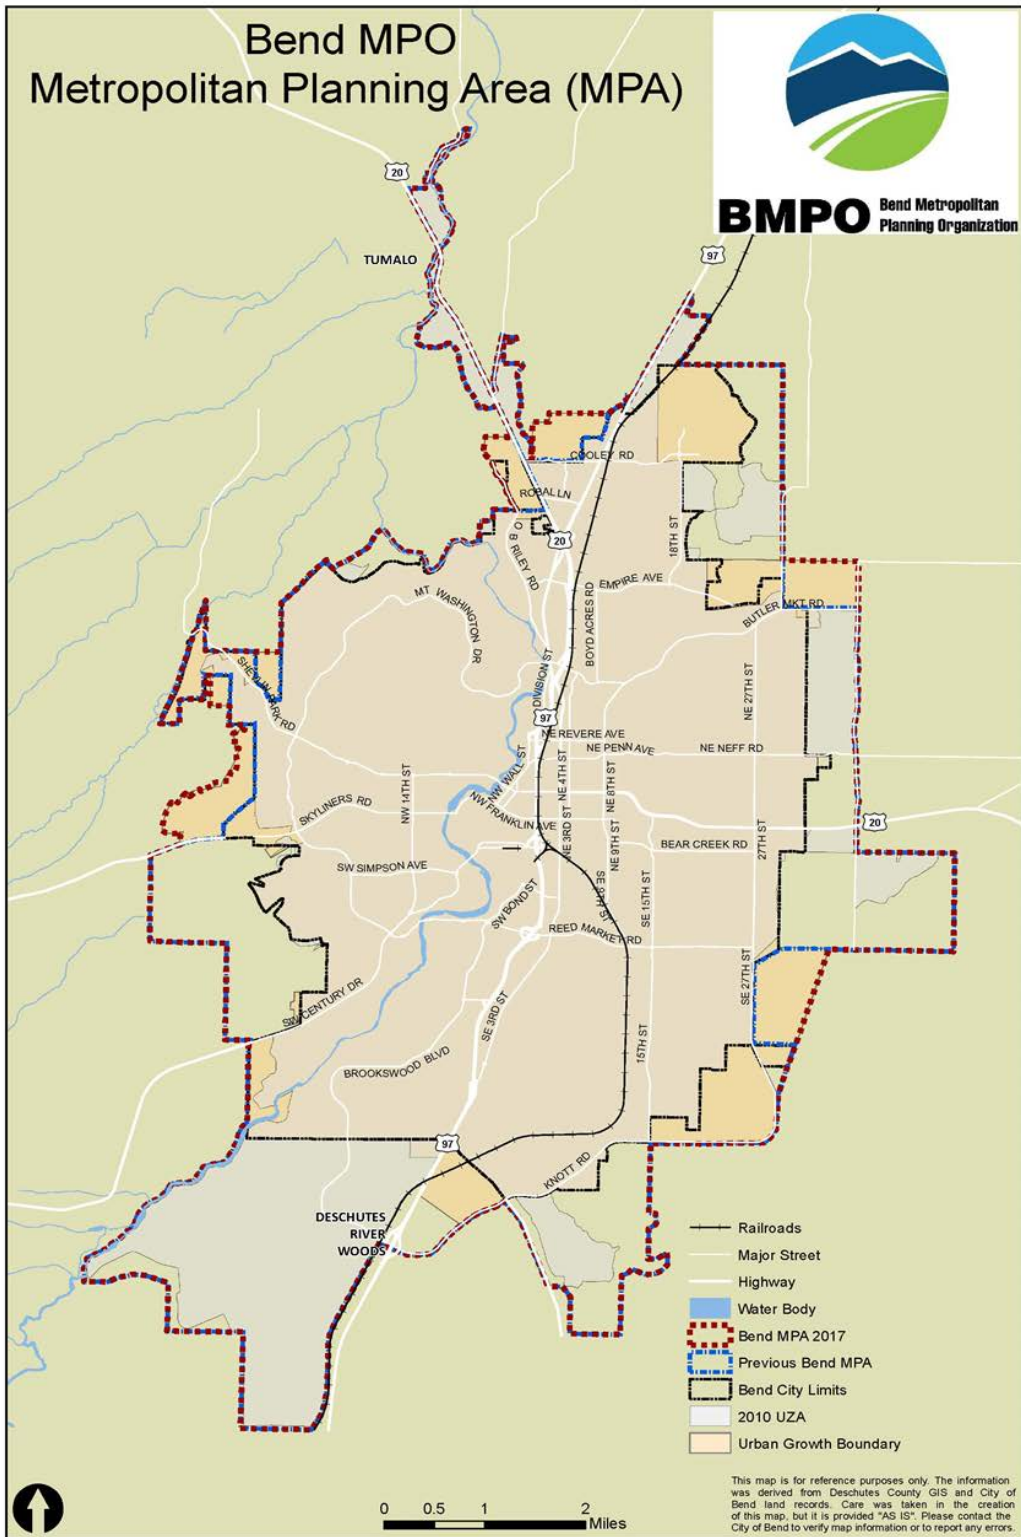 Bend MPO
Metropolitan Planning Area (MPA)
BMPO
Bend Metropolitan
Planning Organization
20
TUMALO
97
COOLEY RD
ROBAL LN
20
O B RILEY RD
18TH ST
EMPIRE AVE
BOYD ACRES RD
BUTLER MKT RD
MT WASHINGTON DR
SHEVLIN PARK RD
DIVISION ST
97
NE 27TH ST
NE REVERE AVE
NE PENN AVE
NE NEFF RD
NW WALL ST
NW 14TH ST
NE 4TH ST
NE 8TH ST
SKYLINERS RD
NW FRANKLIN AVE
NE 3RD ST
NE 9TH ST
27TH ST
20
BEAR CREEK RD
SW SIMPSON AVE
SW BOND ST
SE 9TH ST
SE 15TH ST
REED MARKET RD
SE 27TH ST
SW CENTURY DR
SE 3RD ST
15TH ST
BROOKSWOOD BLVD
97
KNOTT RD
DESCHUTES
RIVER
WOODS
Railroads
Major Street
Highway
Water Body
Bend MPA 2017
Previous Bend MPA
Bend City Limits
2010 UZA
Urban Growth Boundary
This map is for reference purposes only. The information
was derived from Deschutes County GIS and City of
Bend land records. Care was taken in the creation
of this map, but it is provided "AS IS". Please contact the
City of Bend to verify map information or to report any errors.
0 0.5 1 2
Miles